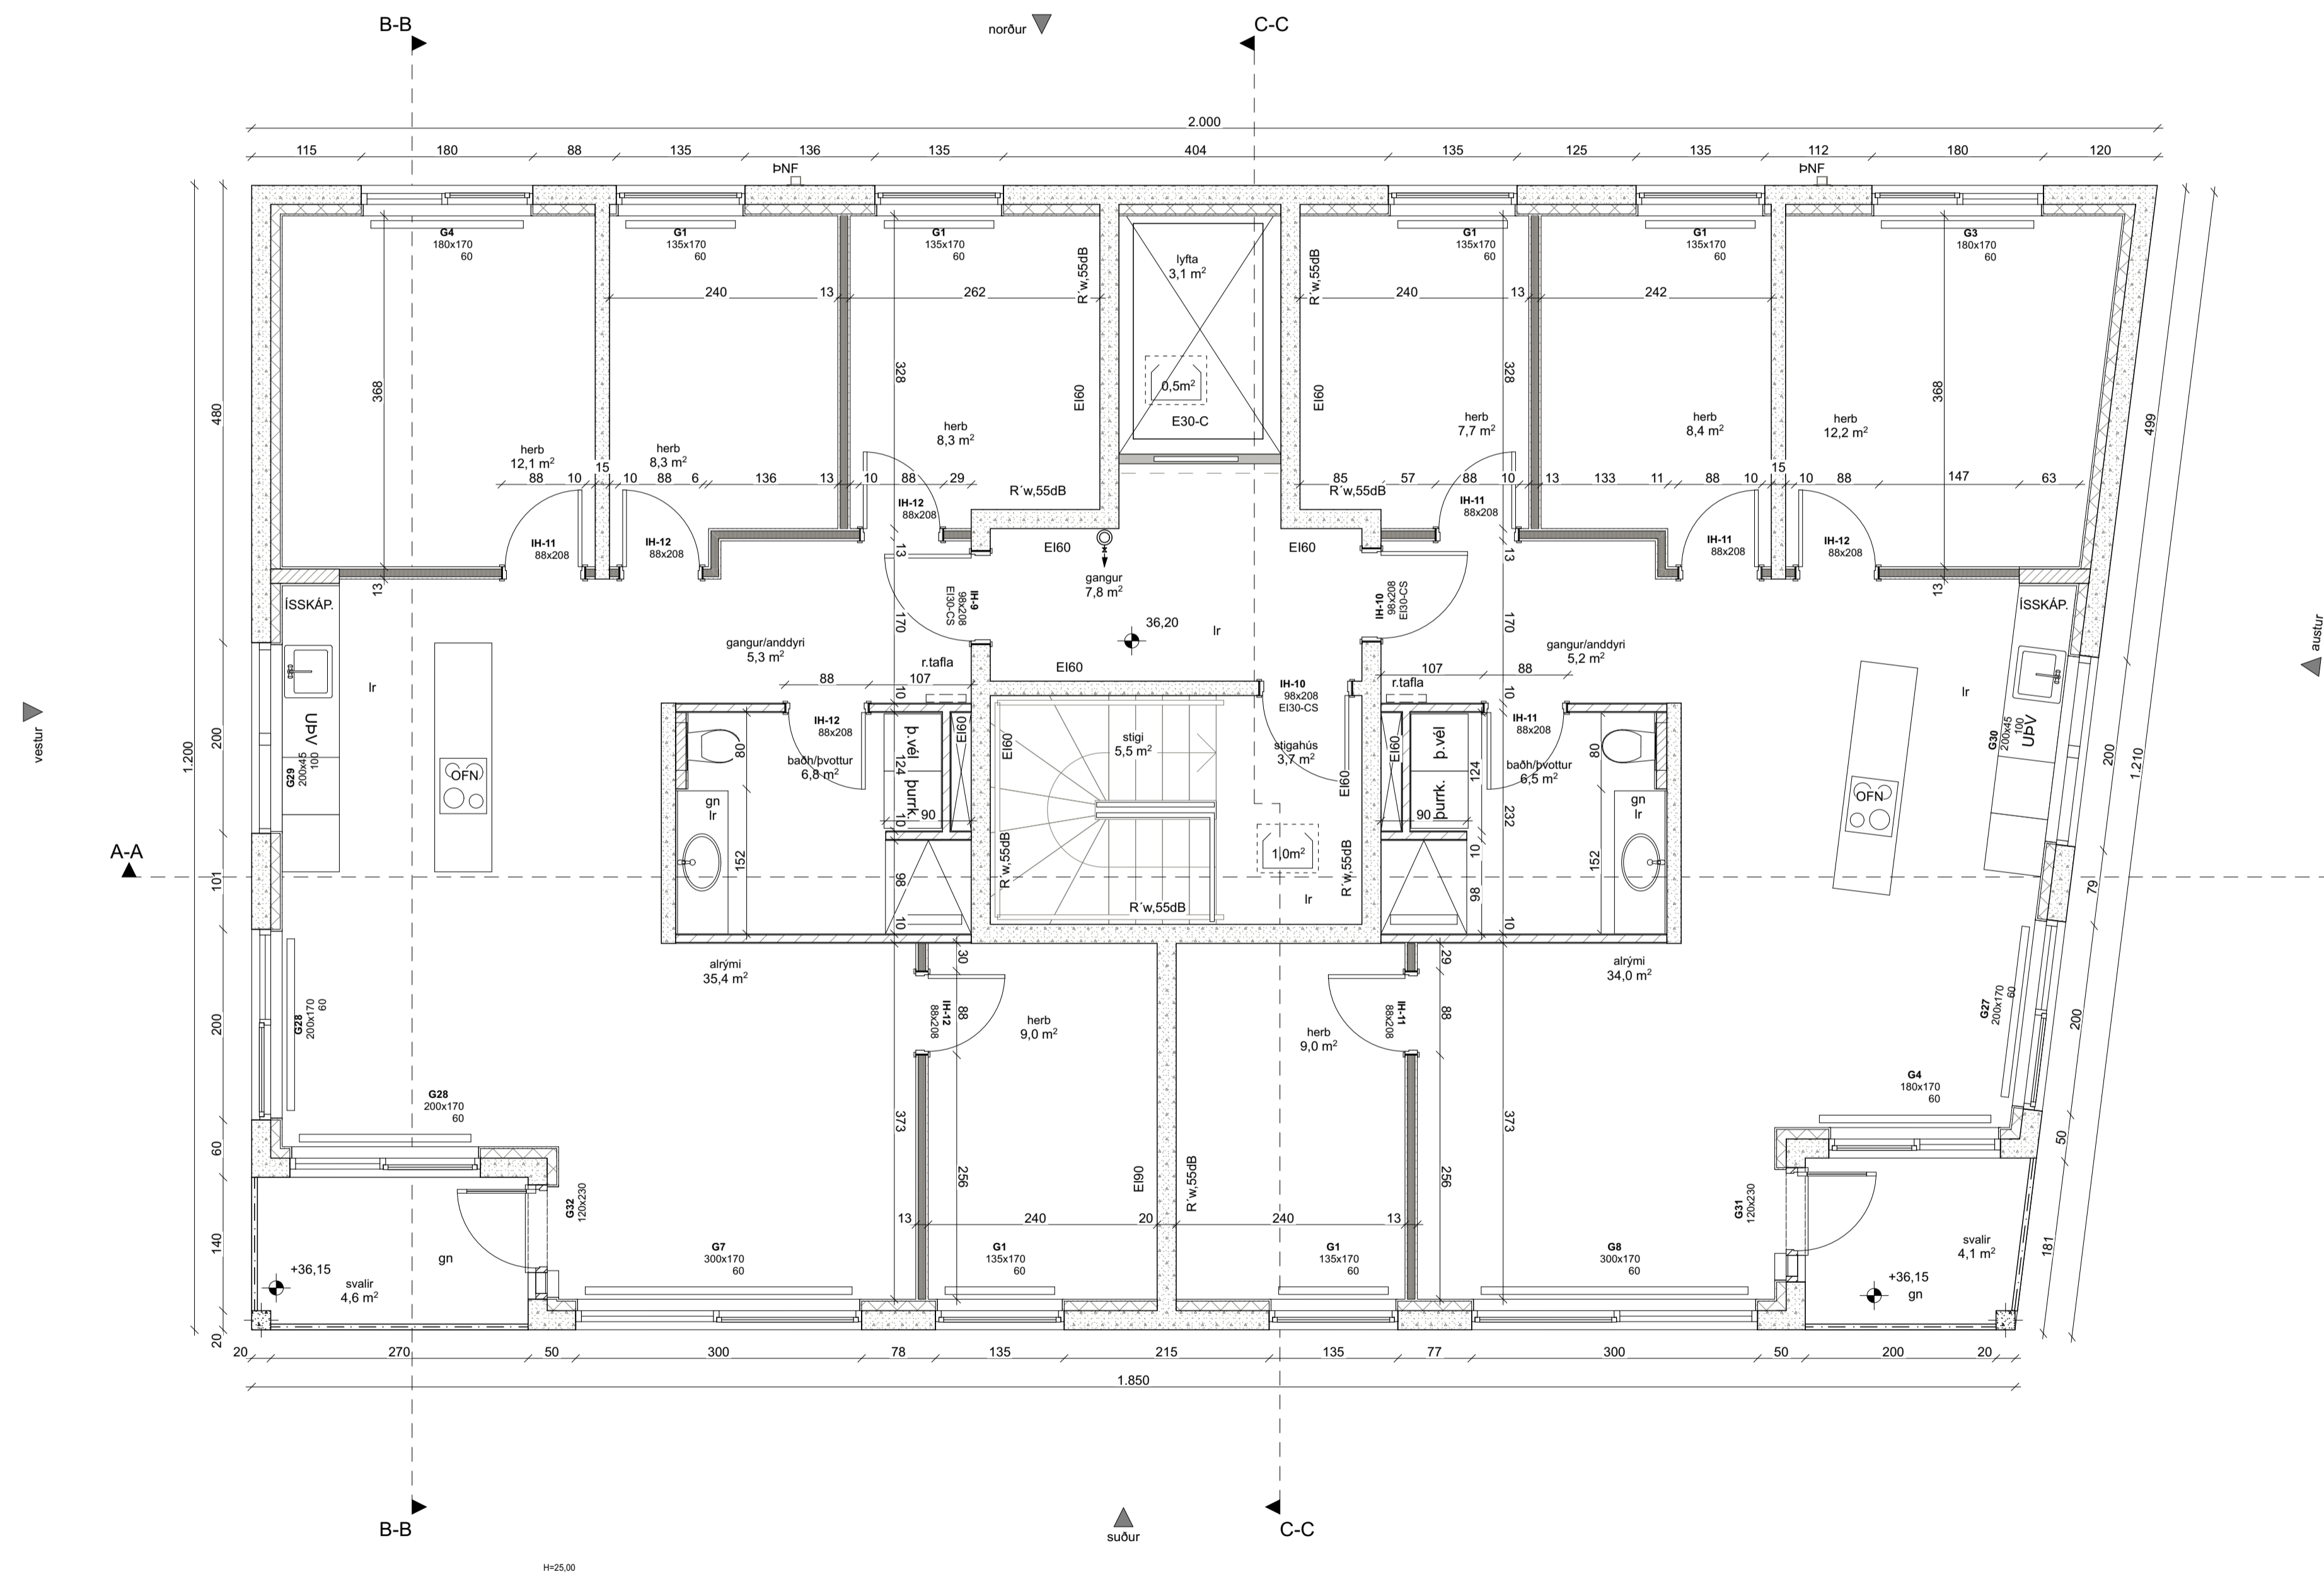 B-B
norður
C-C
2.000
115 180 88 135 136 135 404 135 125 135 112 180 120
ÞNF
ÞNF
G4
180x170
60
G1
135x170
60
G1
135x170
60
lyfta
3,1 m2
G1
135x170
60
G1
135x170
60
G3
180x170
60
R´w,55dB
R´w,55dB
240 13 262
240 13 242
368
328
EI90
0,5m2
E30-C
EI60
328
368
499
480
herb
12,1 m2
herb
8,3 m2
herb
8,3 m2
herb
7,7 m2
herb
8,4 m2
herb
12,2 m2
88 10 15 10 88 6 136 13 10 88 29
85 57 88 10 13 133 11 88 10 15 10 88 147 63
R´w,55dB
R´w,55dB
IH-11
88x208
IH-12
88x208
IH-12
88x208
IH-11
88x208
IH-11
88x208
IH-12
88x208
EI60
EI60
13
13
13
13
gangur
7,8 m2
IH-9
98x208
EI30-CS
IH-10
98x208
EI30-CS
ÍSSKÁP.
ÍSSKÁP.
170
170
36,20
lr
gangur/anddyri
5,3 m2
gangur/anddyri
5,2 m2
austur
r.tafla
EI60
r.tafla
88 107
107 88
lr
lr
10
10
IH-10
98x208
EI30-CS
vestur
1.200
200
UÞV
G29
200x45
100
OFN
IH-12
88x208
baðh/þvottur
6,8 m2
80
þ.vél
þurrk.
124
EI60
EI60
stigi
5,5 m2
stigahús
3,7 m2
EI60
EI60
þ.vél
þurrk.
124
IH-11
88x208
baðh/þvottur
6,5 m2
80
G30
200x45
100
UÞV
OFN
200
1.210
gn
lr
10 90
90
232
gn
lr
A-A
101
152
98
R´w,55dB
1,0m2
R´w,55dB
10
98
152
79
10
R´w,55dB
lr
10
alrými
35,4 m2
30
29
alrými
34,0 m2
200
G28
200x170
60
IH-12
88x208
88
herb
9,0 m2
herb
9,0 m2
IH-11
88x208
88
G27
200x170
60
200
G28
200x170
60
G4
180x170
60
60
373
256
EI90
R´w,55dB
256
373
50
G32
120x230
G31
120x230
13 240 20 240 13
140
gn
+36,15
svalir
4,6 m2
G7
300x170
60
G1
135x170
60
G1
135x170
60
G8
300x170
60
svalir
4,1 m2
+36,15
gn
181
20
20 270 50 300 78 135 215 135 77 300 50 200 20
1.850
B-B
suður
C-C
H=25,00